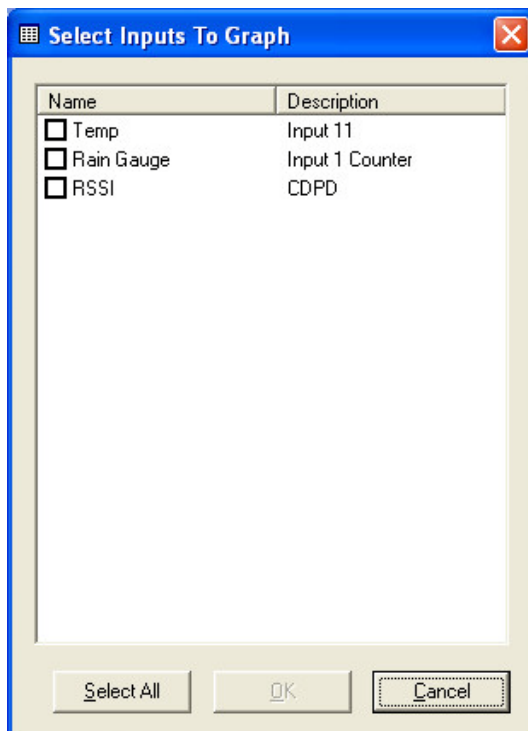 Select Inputs To Graph
Name Description
Temp Input 11
Rain Gauge Input 1 Counter
RSSI CDPD
Select All OK Cancel